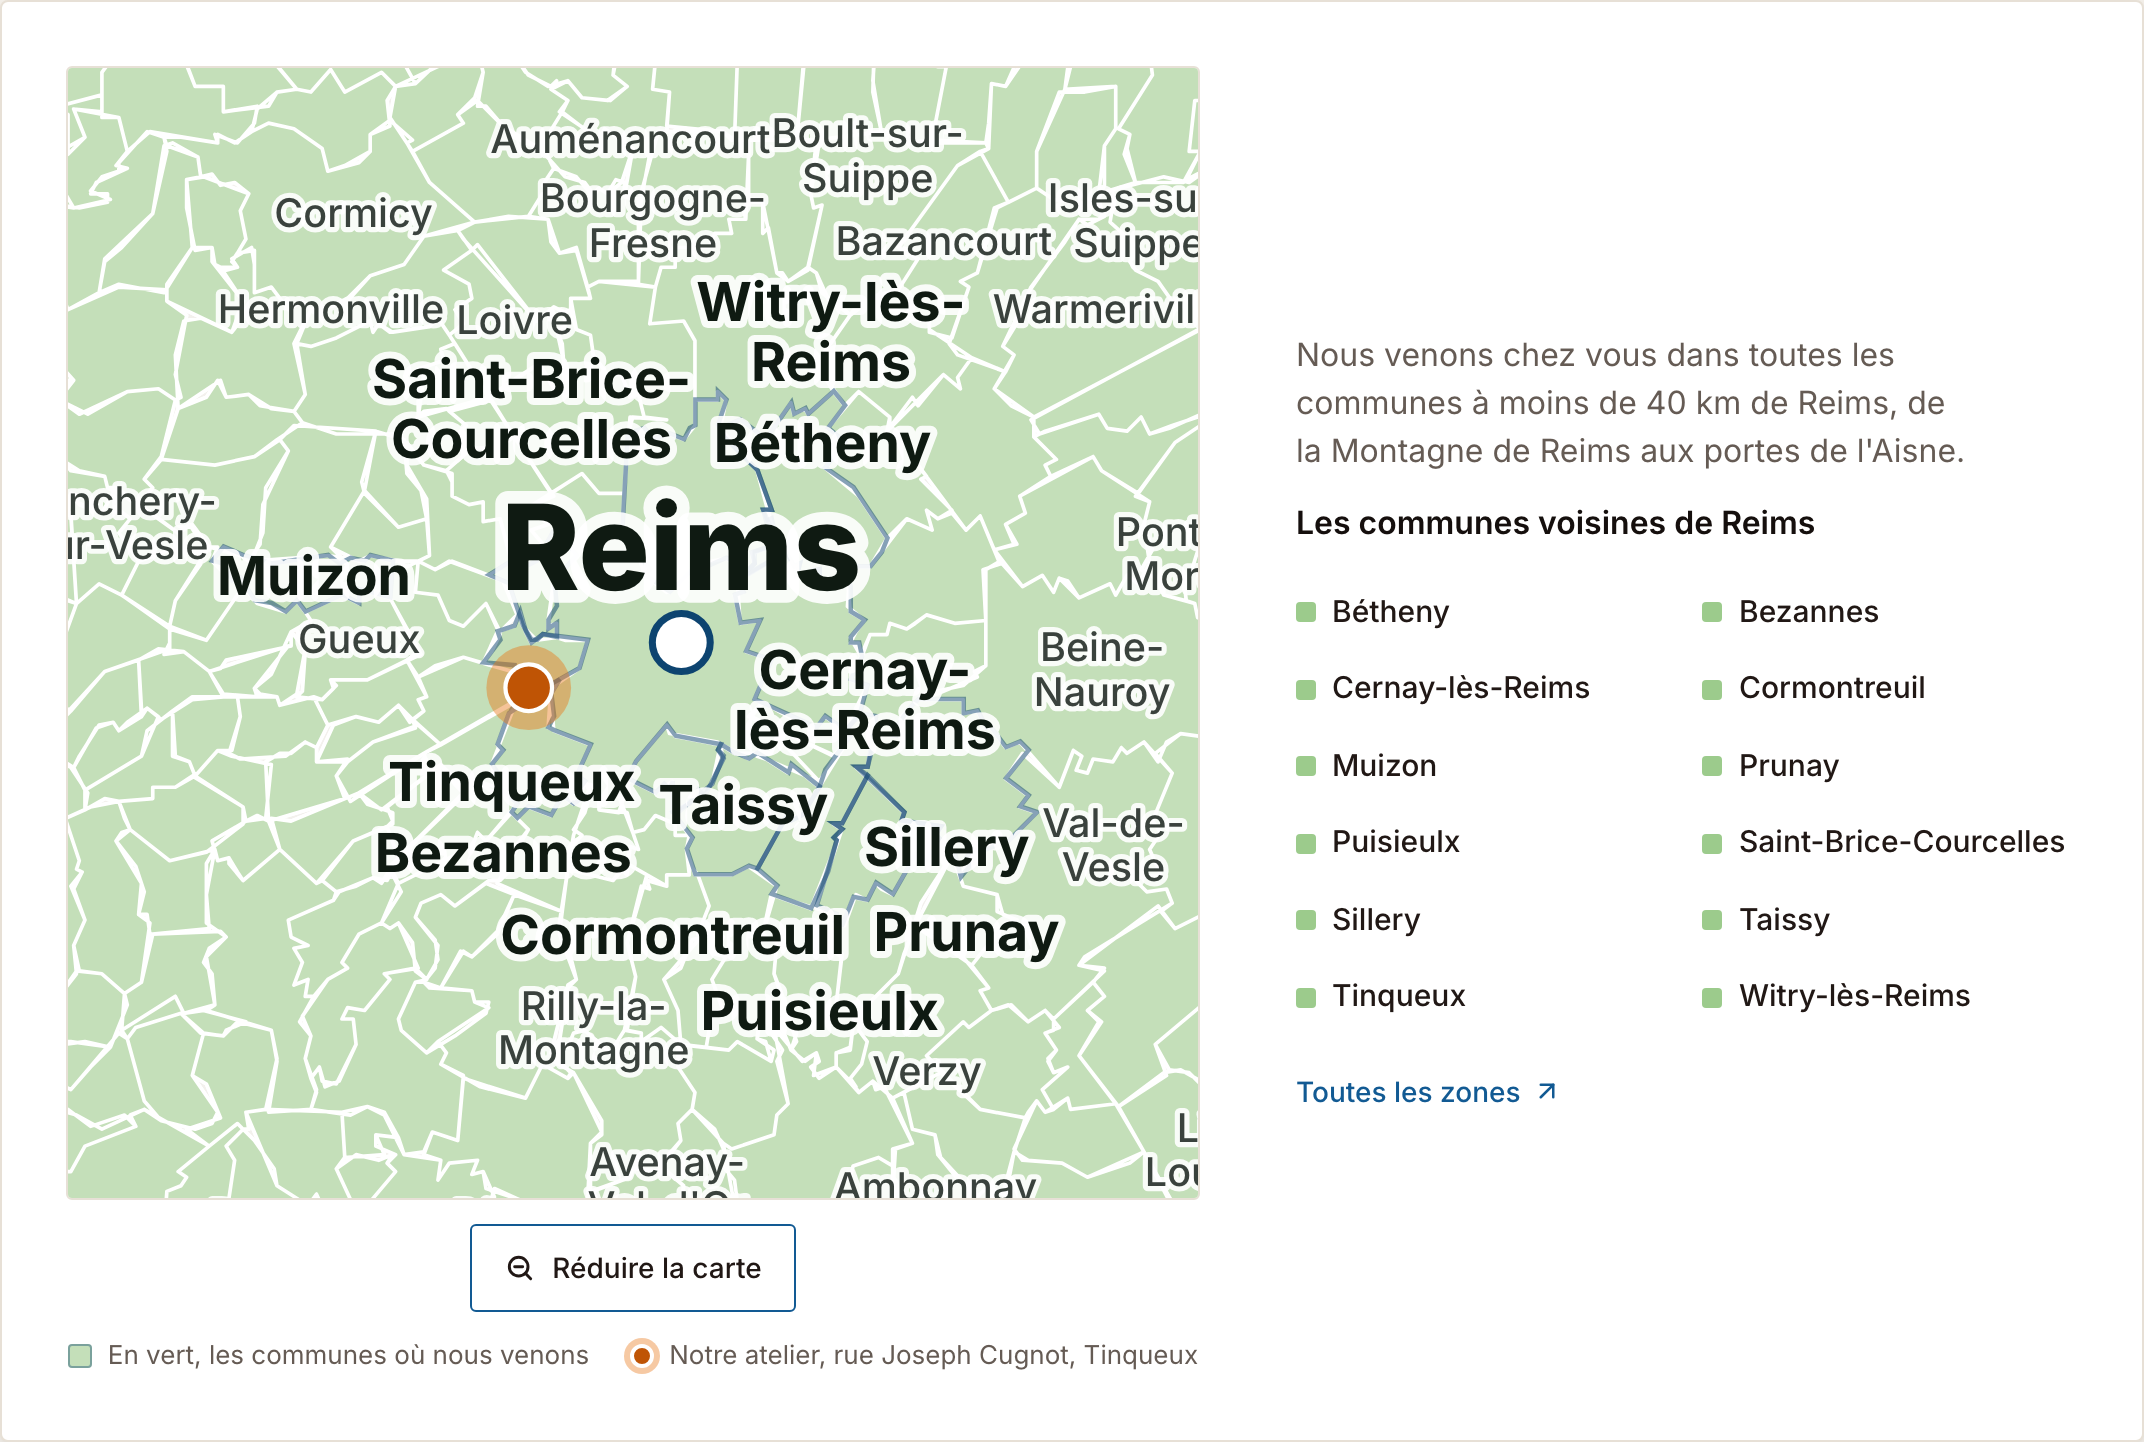 Auménancourt
Boult-sur-
Suippe
Cormicy
Bourgogne-
Fresne
Bazancourt
Isles-su
Suippe
Hermonville
Loivre
Witry-lès-
Reims
Warmerivil
Saint-Brice-
Courcelles
Bétheny
nchery-
ur-Vesle
Reims
Pont
Mor
Muizon
Gueux
Cernay-
lès-Reims
Beine-
Nauroy
Tinqueux
Taissy
Bezannes
Sillery
Val-de-
Vesle
Cormontreuil
Prunay
Rilly-la-
Montagne
Puisieulx
Verzy
Avenay-
Ambonnay
L
Lou
Réduire la carte
En vert, les communes où nous venons
Notre atelier, rue Joseph Cugnot, Tinqueux
Nous venons chez vous dans toutes les
communes à moins de 40 km de Reims, de
la Montagne de Reims aux portes de l'Aisne.
Les communes voisines de Reims
Bétheny
Bezannes
Cernay-lès-Reims
Cormontreuil
Muizon
Prunay
Puisieulx
Saint-Brice-Courcelles
Sillery
Taissy
Tinqueux
Witry-lès-Reims
Toutes les zones